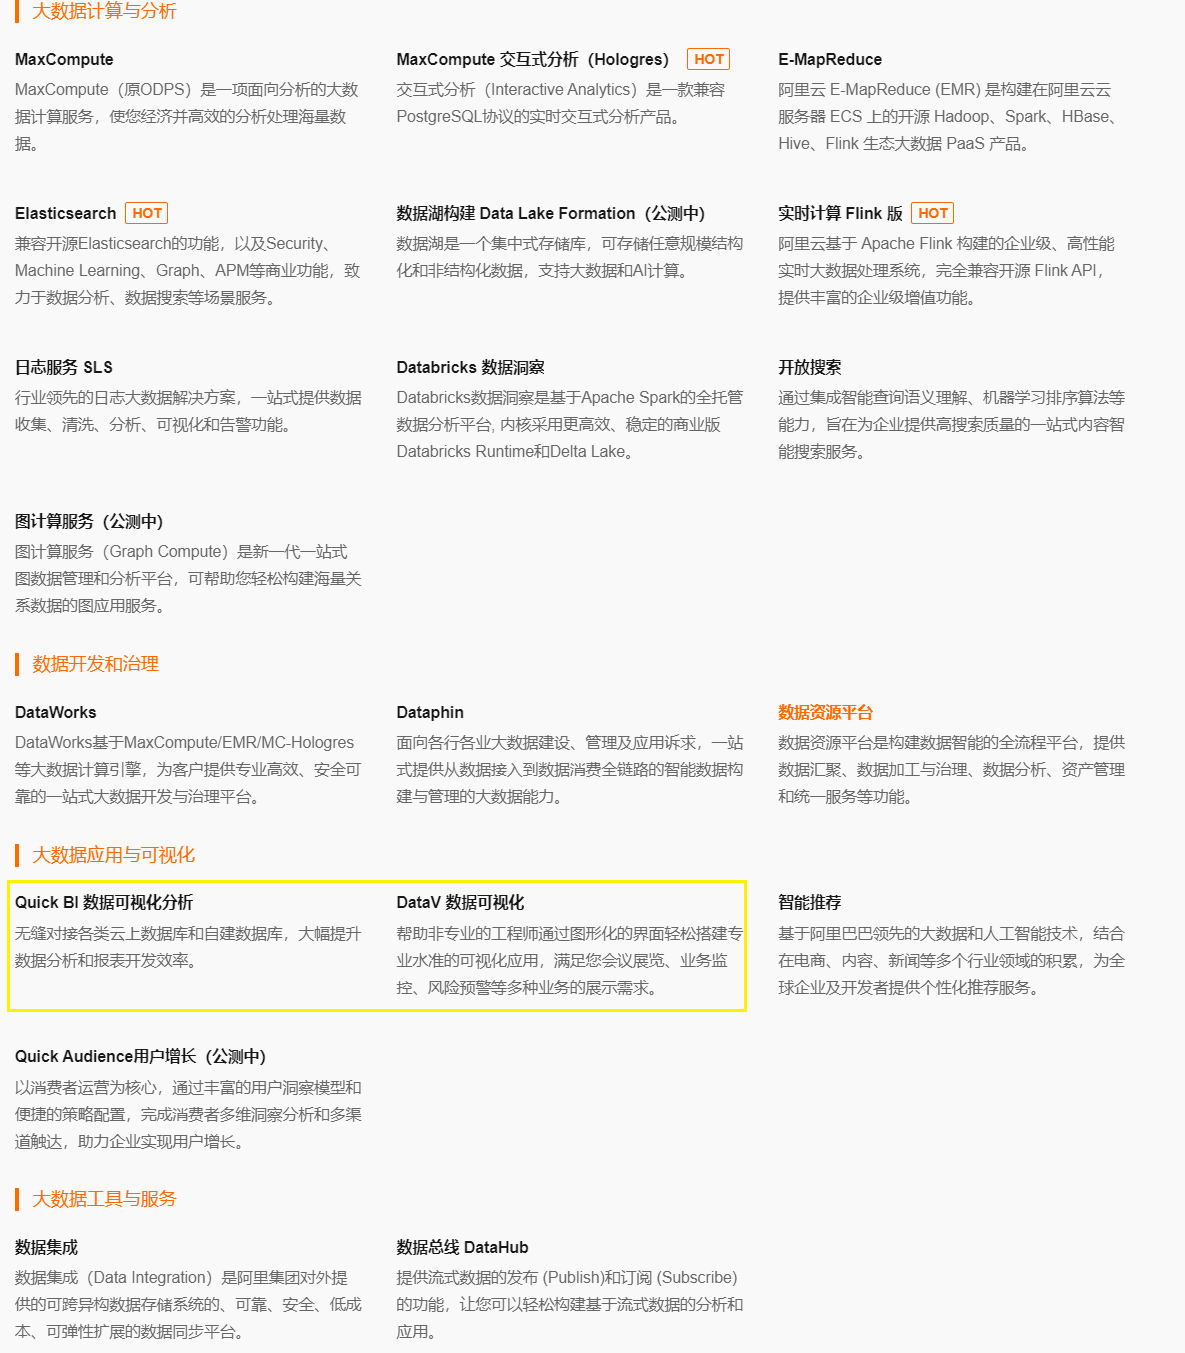 大数据计算与分析
MaxCompute
MaxCompute（原ODPS）是一项面向分析的大数
据计算服务，使您经济并高效的分析处理海量数
据。
MaxCompute 交互式分析（Hologres） HOT
交互式分析（Interactive Analytics）是一款兼容
PostgreSQL协议的实时交互式分析产品。
E-MapReduce
阿里云 E-MapReduce (EMR) 是构建在阿里云云
服务器 ECS 上的开源 Hadoop、Spark、HBase、
Hive、Flink 生态大数据 PaaS 产品。
Elasticsearch HOT
兼容开源Elasticsearch的功能，以及Security、
Machine Learning、Graph、APM等商业功能，致
力于数据分析、数据搜索等场景服务。
数据湖构建 Data Lake Formation（公测中）
数据湖是一个集中式存储库，可存储任意规模结构
化和非结构化数据，支持大数据和AI计算。
实时计算 Flink 版 HOT
阿里云基于 Apache Flink 构建的企业级、高性能
实时大数据处理系统，完全兼容开源 Flink API，
提供丰富的企业级增值功能。
日志服务 SLS
行业领先的日志大数据解决方案，一站式提供数据
收集、清洗、分析、可视化和告警功能。
Databricks 数据洞察
Databricks数据洞察是基于Apache Spark的全托管
数据分析平台, 内核采用更高效、稳定的商业版
Databricks Runtime和Delta Lake。
开放搜索
通过集成智能查询语义理解、机器学习排序算法等
能力，旨在为企业提供高搜索质量的一站式内容智
能搜索服务。
图计算服务（公测中）
图计算服务（Graph Compute）是新一代一站式
图数据管理和分析平台，可帮助您轻松构建海量关
系数据的图应用服务。
数据开发和治理
DataWorks
DataWorks基于MaxCompute/EMR/MC-Hologres
等大数据计算引擎，为客户提供专业高效、安全可
靠的一站式大数据开发与治理平台。
Dataphin
面向各行各业大数据建设、管理及应用诉求，一站
式提供从数据接入到数据消费全链路的智能数据构
建与管理的大数据能力。
数据资源平台
数据资源平台是构建数据智能的全流程平台，提供
数据汇聚、数据加工与治理、数据分析、资产管理
和统一服务等功能。
大数据应用与可视化
Quick BI 数据可视化分析
无缝对接各类云上数据库和自建数据库，大幅提升
数据分析和报表开发效率。
DataV 数据可视化
帮助非专业的工程师通过图形化的界面轻松搭建专
业水准的可视化应用，满足您会议展览、业务监
控、风险预警等多种业务的展示需求。
智能推荐
基于阿里巴巴领先的大数据和人工智能技术，结合
在电商、内容、新闻等多个行业领域的积累，为全
球企业及开发者提供个性化推荐服务。
Quick Audience用户增长（公测中）
以消费者运营为核心，通过丰富的用户洞察模型和
便捷的策略配置，完成消费者多维洞察分析和多渠
道触达，助力企业实现用户增长。
大数据工具与服务
数据集成
数据集成（Data Integration）是阿里集团对外提
供的可跨异构数据存储系统的、可靠、安全、低成
本、可弹性扩展的数据同步平台。
数据总线 DataHub
提供流式数据的发布 (Publish)和订阅 (Subscribe)
的功能，让您可以轻松构建基于流式数据的分析和
应用。